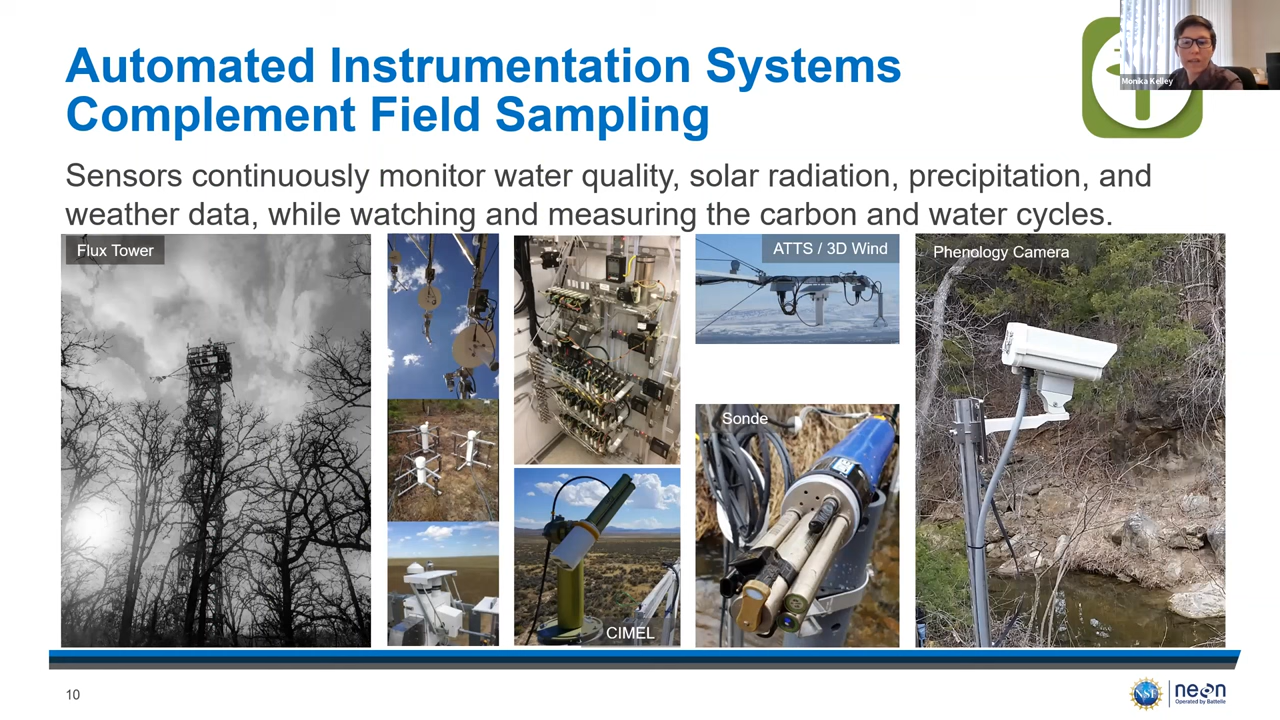 Automated Instrumentation Systems
Complement Field Sampling
Monika Kelley
Sensors continuously monitor water quality, solar radiation, precipitation, and
weather data, while watching and measuring the carbon and water cycles.
Flux Tower
ATTS / 3D Wind
Phenology Camera
Sonde
CIMEL
10
NSF
neon
Operated by Battelle